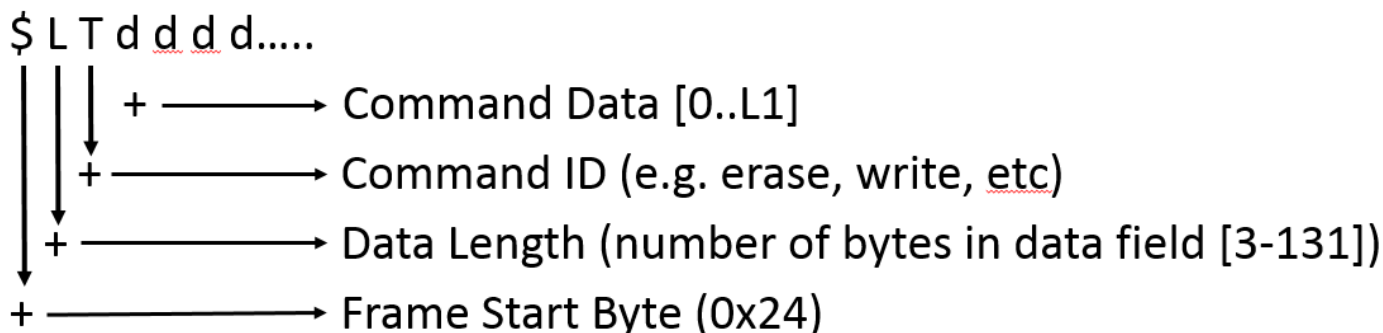 $ L T d d d d.....
+ Command Data [0..L1]
+ Command ID (e.g. erase, write, etc)
+ Data Length (number of bytes in data field [3-131])
+ Frame Start Byte (0x24)